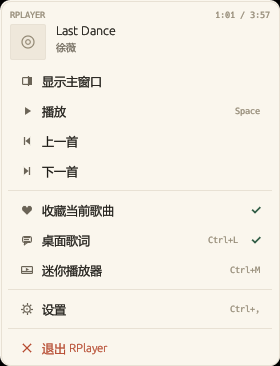 RPLAYER 1:01 / 3:57
Last Dance
徐薇
显示主窗口
播放 Space
上一首
下一首
收藏当前歌曲
桌面歌词 Ctrl+L
迷你播放器 Ctrl+M
设置 Ctrl+,
退出 RPlayer